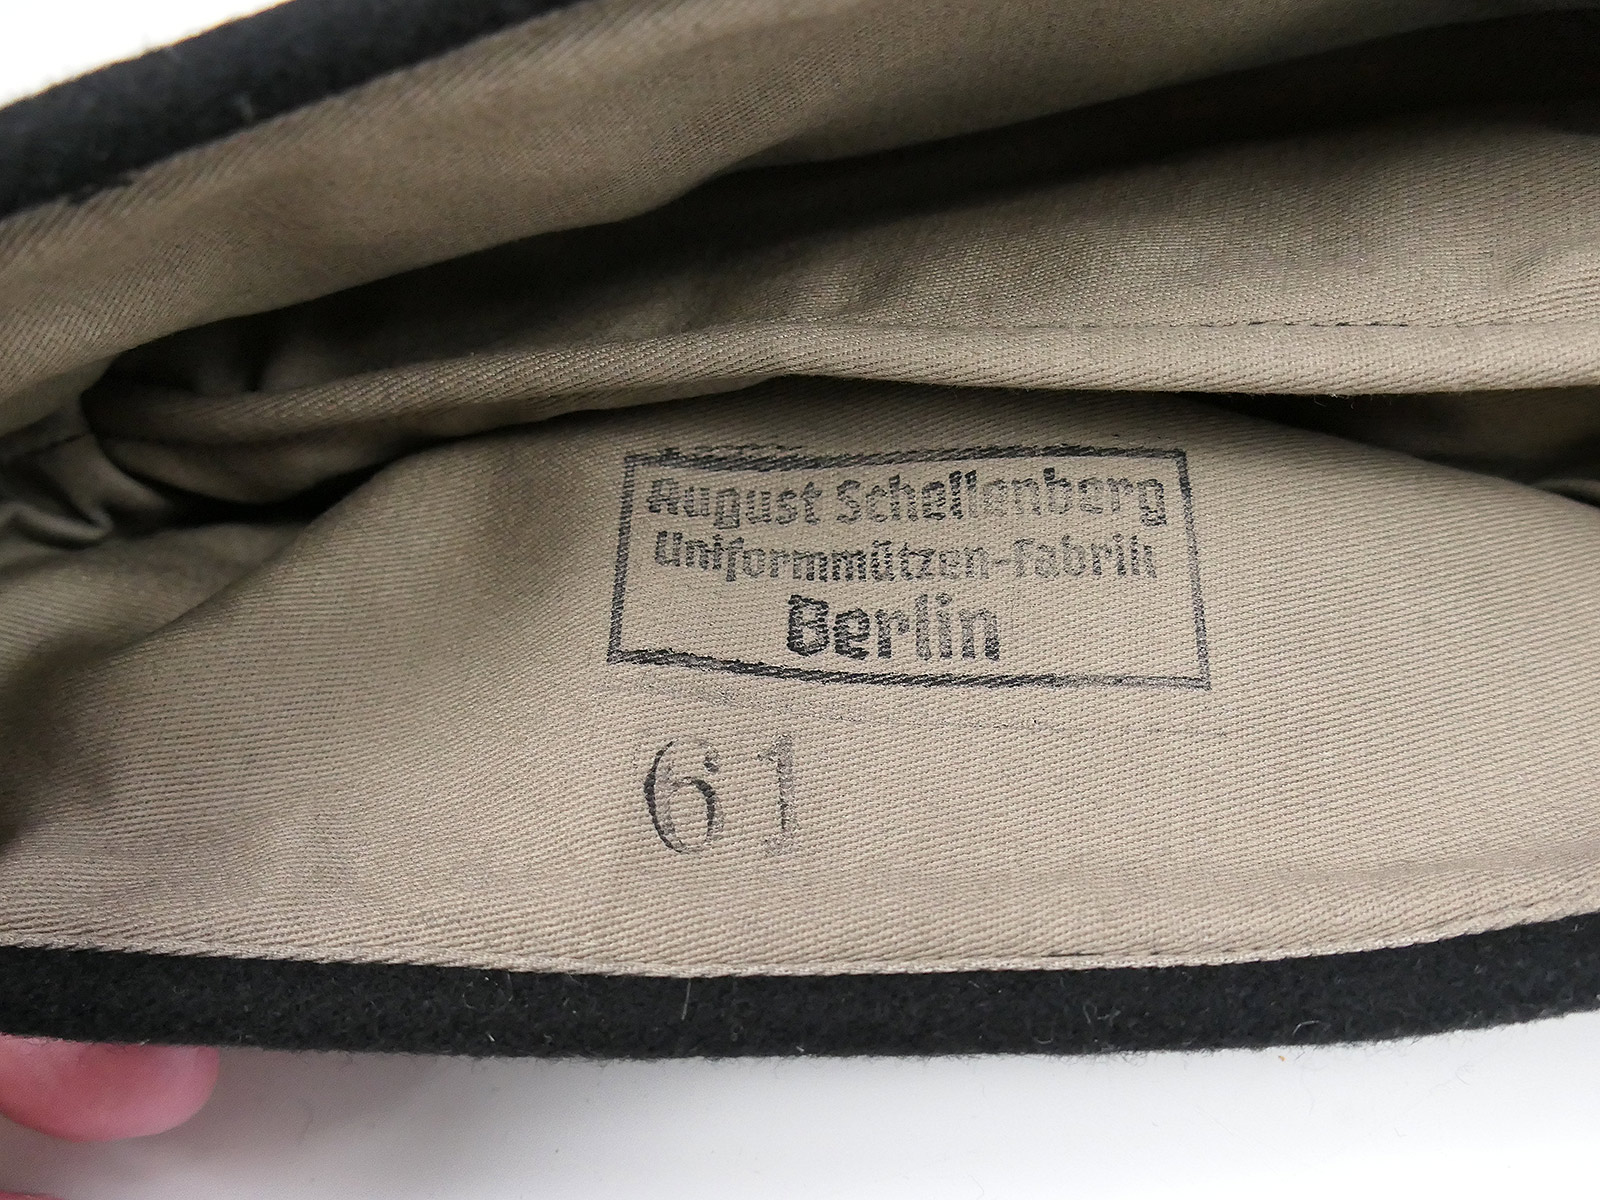 August Schellenberg
Uniformmützen-Fabrik
Berlin
61